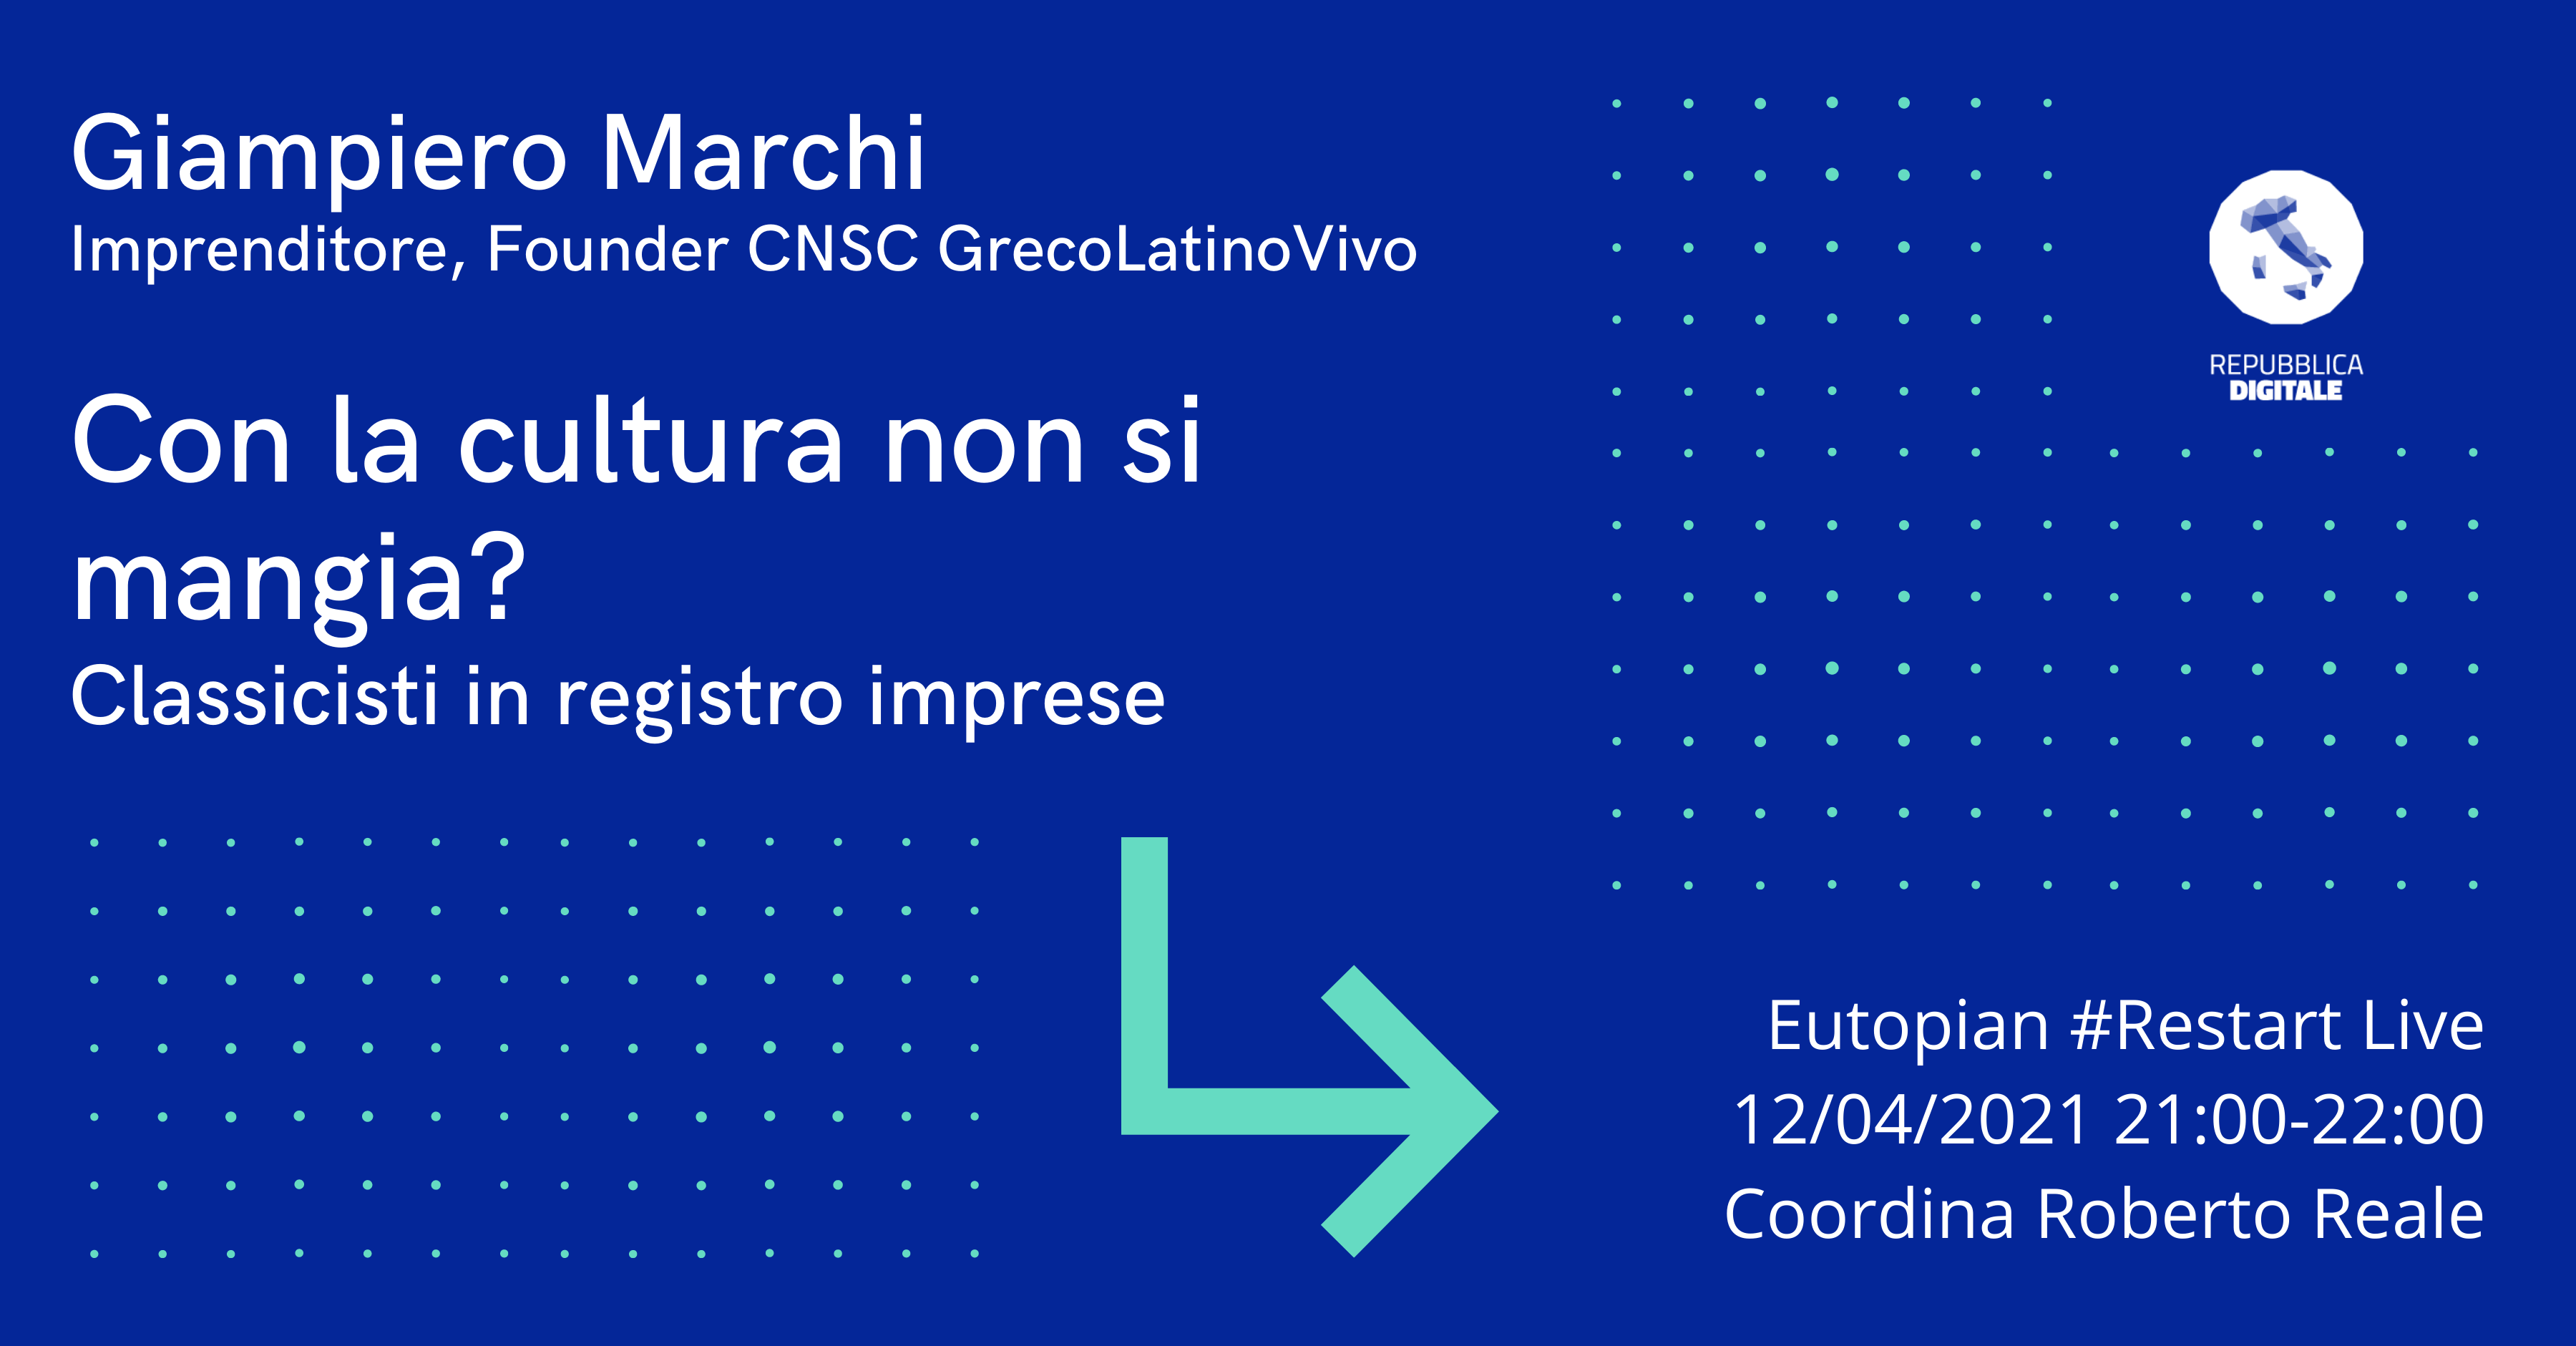 Giampiero Marchi
Imprenditore, Founder CNSC GrecoLatinoVivo
Con la cultura non si
mangia?
Classicisti in registro imprese
REPUBBLICA
DIGITALE
Eutopian #Restart Live
12/04/2021 21:00-22:00
Coordina Roberto Reale